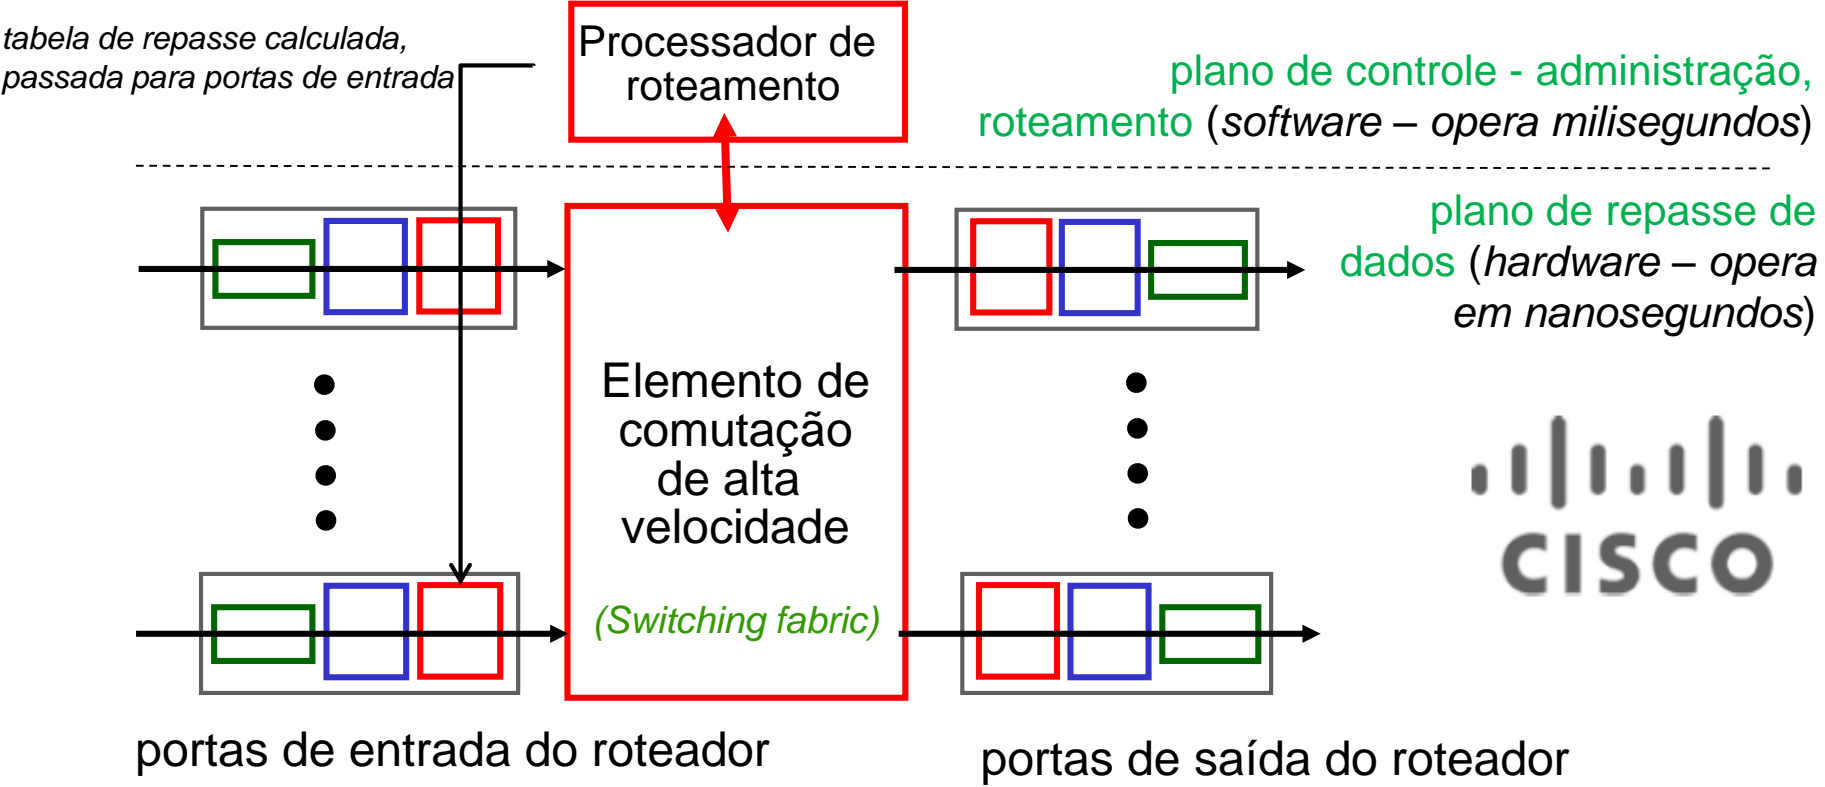 tabela de repasse calculada,
passada para portas de entrada
Processador de
roteamento
plano de controle - administração,
roteamento (software – opera milisegundos)
plano de repasse de
dados (hardware – opera
em nanosegundos)
Elemento de
comutação
de alta
velocidade
(Switching fabric)
CISCO
portas de entrada do roteador
portas de saída do roteador